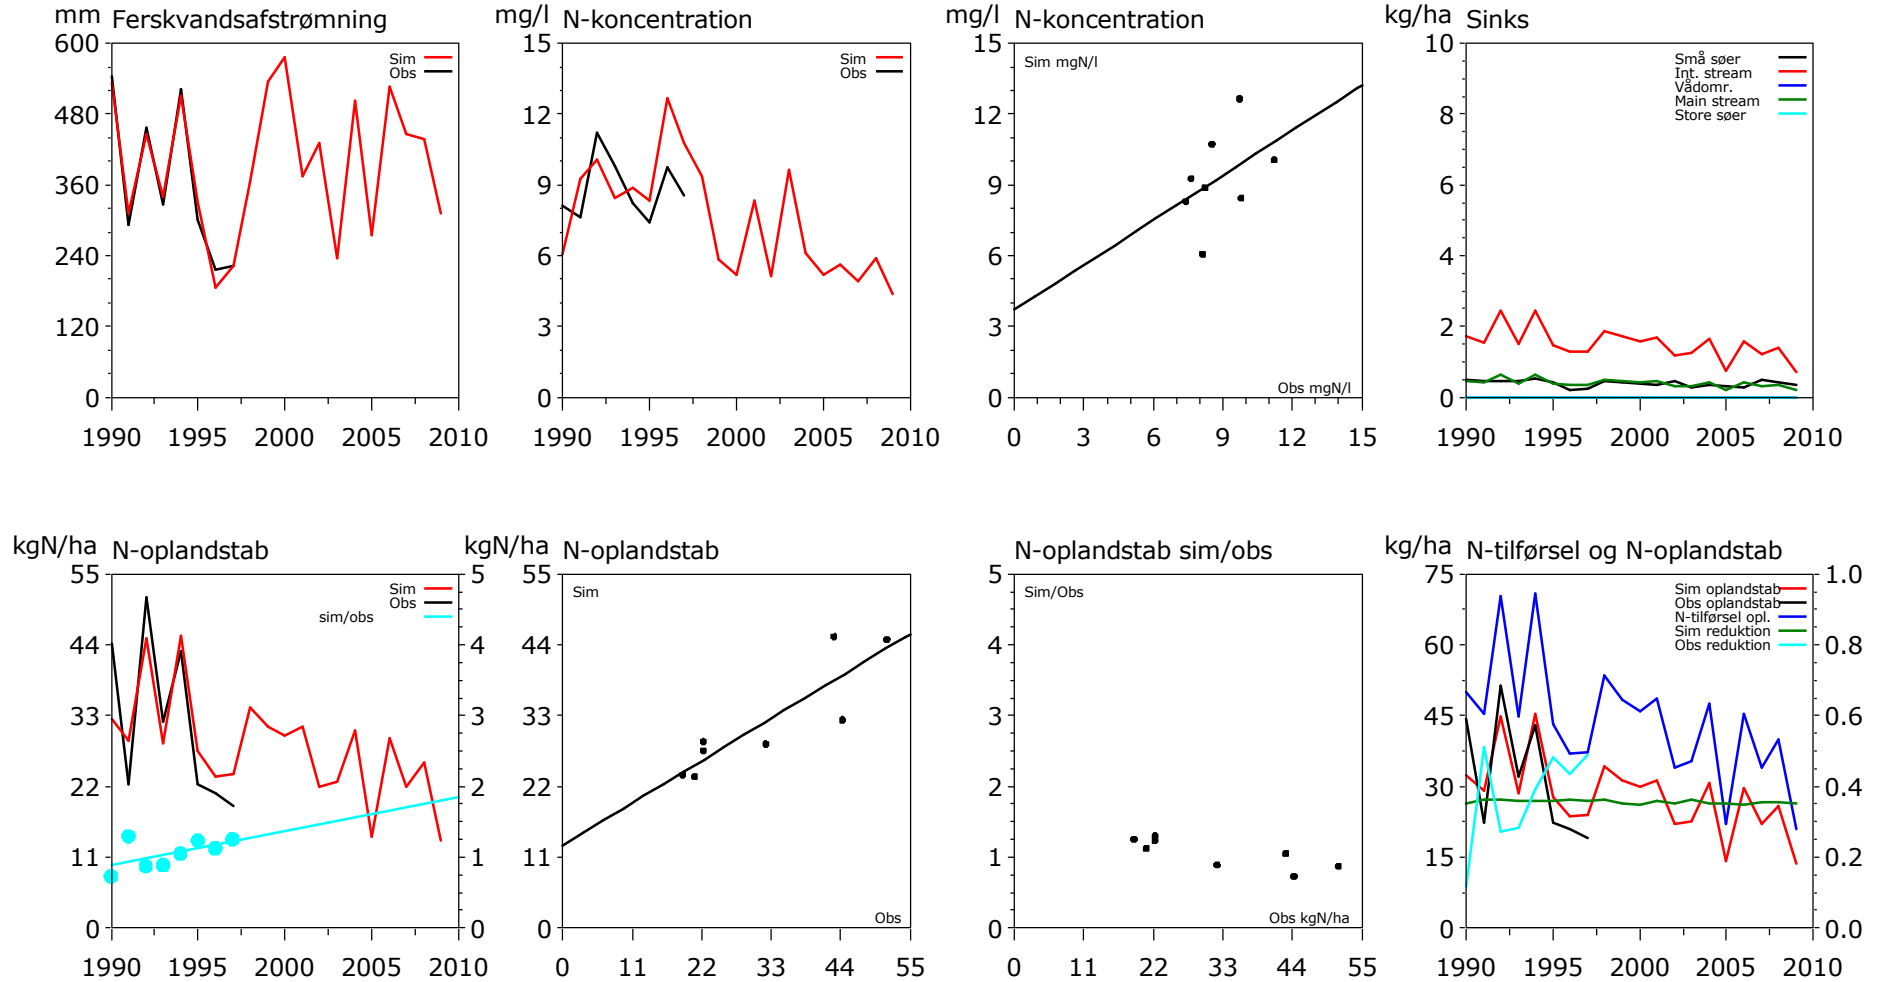 mm Ferskvandsafstrømning
600
480
360
240
120
0
Sim
Obs
1990 1995 2000 2005 2010
mg/l N-koncentration
15
12
9
6
3
0
Sim
Obs
1990 1995 2000 2005 2010
mg/l N-koncentration
15
12
9
6
3
0
Sim mgN/l
Obs mgN/l
0 3 6 9 12 15
kg/ha Sinks
10
8
6
4
2
0
Små søer
Int. stream
Vådomr.
Main stream
Store søer
1990 1995 2000 2005 2010
kgN/ha N-oplandstab
55
44
33
22
11
0
Sim
Obs
sim/obs
5
4
3
2
1
0
1990 1995 2000 2005 2010
kgN/ha N-oplandstab
55
44
33
22
11
0
Sim
Obs
0 11 22 33 44 55
N-oplandstab sim/obs
5
4
3
2
1
0
Sim/Obs
Obs kgN/ha
0 11 22 33 44 55
kg/ha N-tilførsel og N-oplandstab
75
60
45
30
15
0
Sim oplandstab
Obs oplandstab
N-tilførsel opl.
Sim reduktion
Obs reduktion
1.0
0.8
0.6
0.4
0.2
0.0
1990 1995 2000 2005 2010